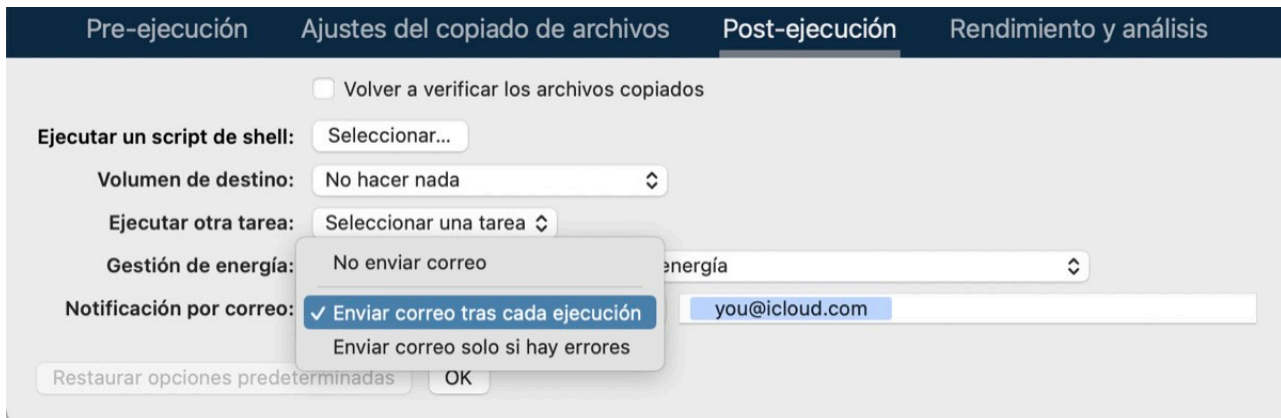 Pre-ejecución Ajustes del copiado de archivos Post-ejecución Rendimiento y análisis
Volver a verificar los archivos copiados
Ejecutar un script de shell: Seleccionar...
Volumen de destino: No hacer nada
Ejecutar otra tarea: Seleccionar una tarea
Gestión de energía: No enviar correo energía
Notificación por correo: ✓ Enviar correo tras cada ejecución you@icloud.com
Enviar correo solo si hay errores
Restaurar opciones predeterminadas OK